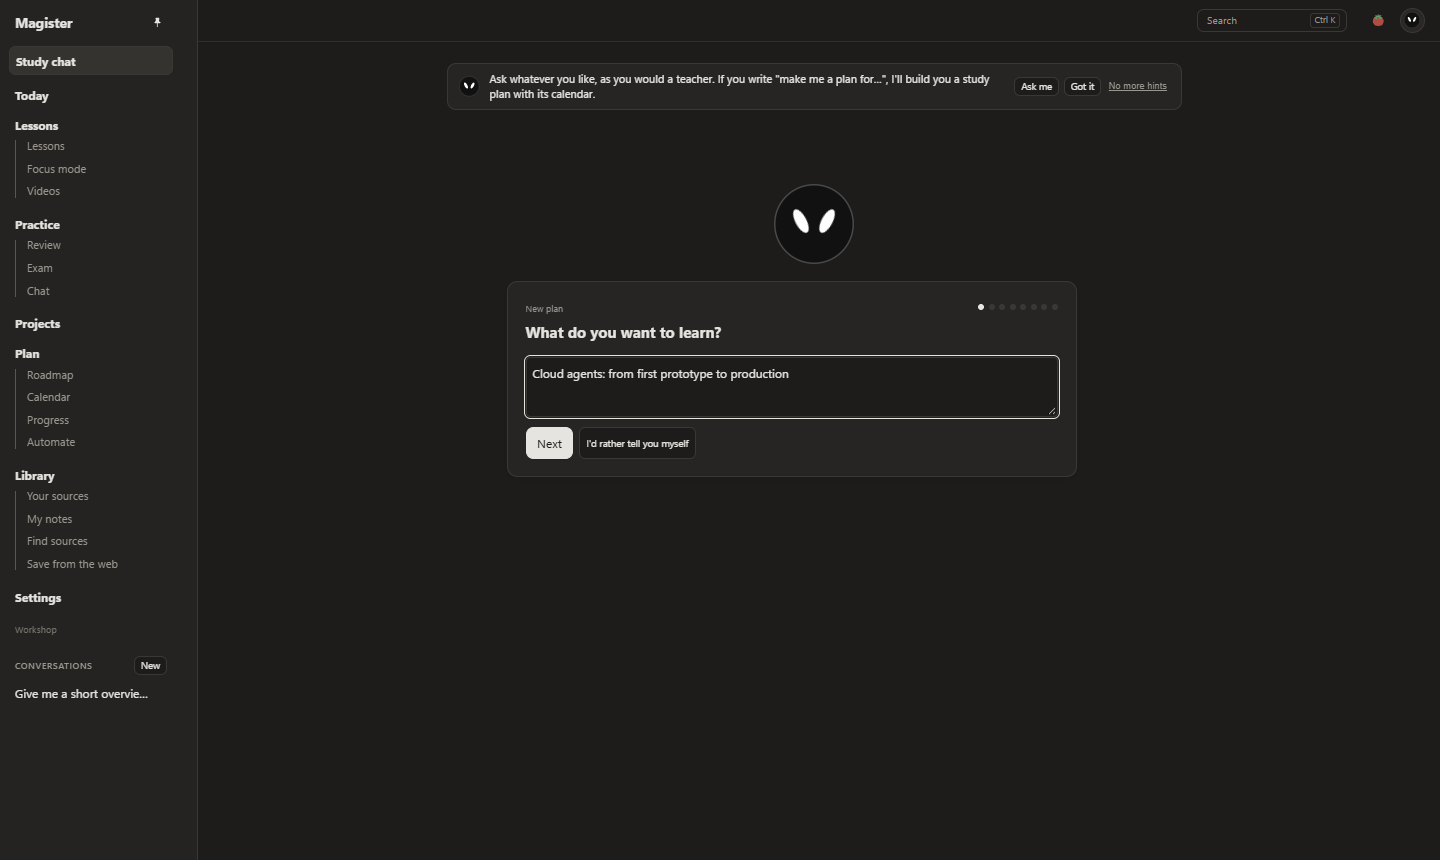 Magister
Search
Ctrl K
Study chat
Today
Lessons
Lessons
Focus mode
Videos
Practice
Review
Exam
Chat
Projects
Plan
Roadmap
Calendar
Progress
Automate
Library
Your sources
My notes
Find sources
Save from the web
Settings
Workshop
CONVERSATIONS
New
Give me a short overvie...
Ask whatever you like, as you would a teacher. If you write "make me a plan for...", I'll build you a study
plan with its calendar.
Ask me
Got it
No more hints
New plan
What do you want to learn?
Cloud agents: from first prototype to production
Next
I'd rather tell you myself